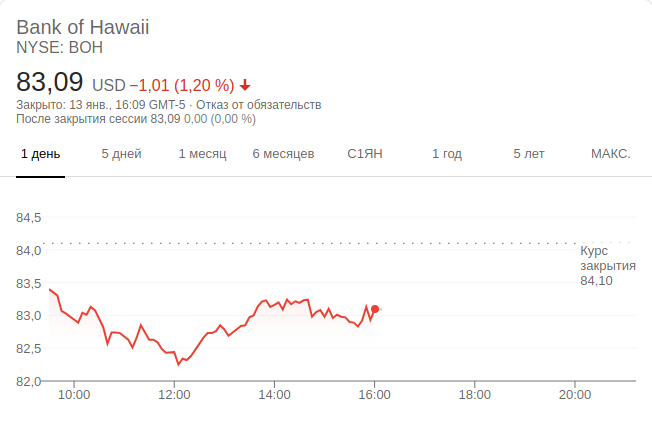 Bank of Hawaii
NYSE: BOH
83,09 USD −1,01 (1,20 %)
Закрыто: 13 янв., 16:09 GMT-5 · Отказ от обязательств
После закрытия сессии 83,09 0,00 (0,00 %)
1 день 5 дней 1 месяц 6 месяцев С1ЯН 1 год 5 лет МАКС.
84,5
84,0
Курс
закрытия
84,10
83,5
83,0
82,5
82,0
10:00 12:00 14:00 16:00 18:00 20:00